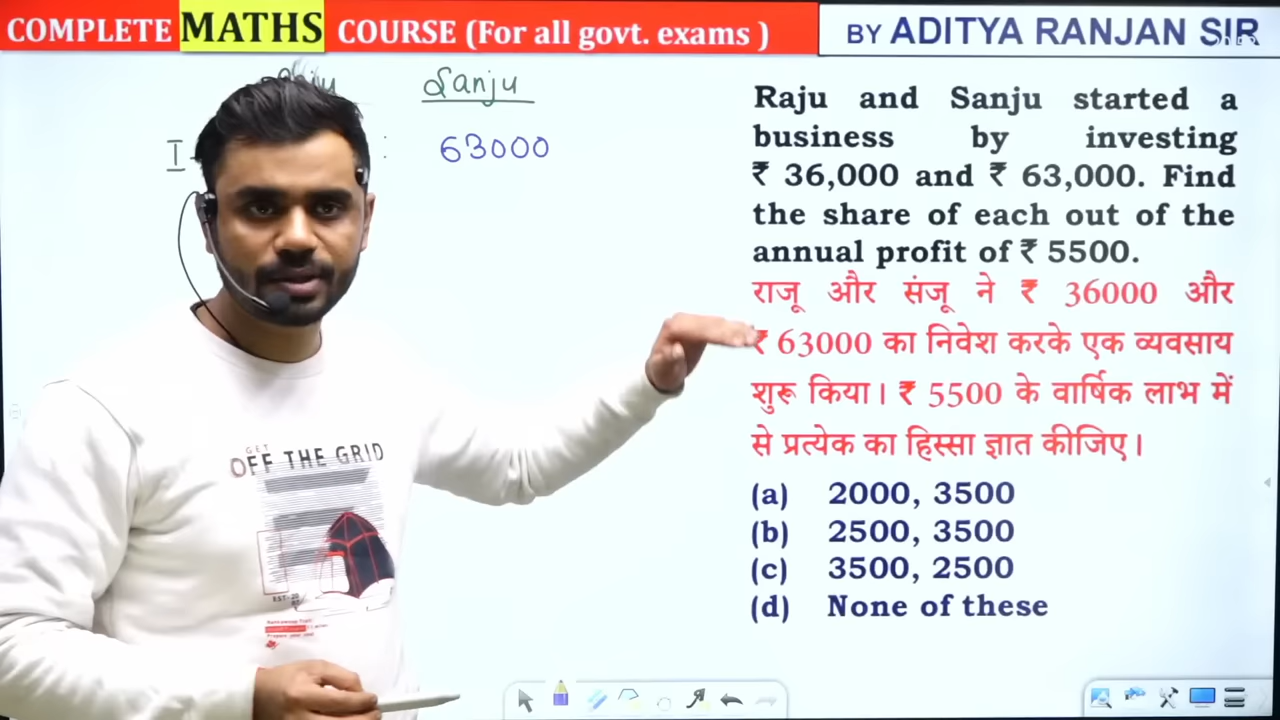 COMPLETE MATHS COURSE (For all govt. exams )
BY ADITYA RANJAN SIR
Sanju
I
: 63000
Raju and Sanju started a
business by investing
₹ 36,000 and ₹ 63,000. Find
the share of each out of the
annual profit of ₹ 5500.
राजू और संजू ने ₹ 36000 और
₹ 63000 का निवेश करके एक व्यवसाय
शुरू किया। ₹ 5500 के वार्षिक लाभ में
से प्रत्येक का हिस्सा ज्ञात कीजिए।
(a) 2000, 3500
(b) 2500, 3500
(c) 3500, 2500
(d) None of these
GET
OFF THE GRID